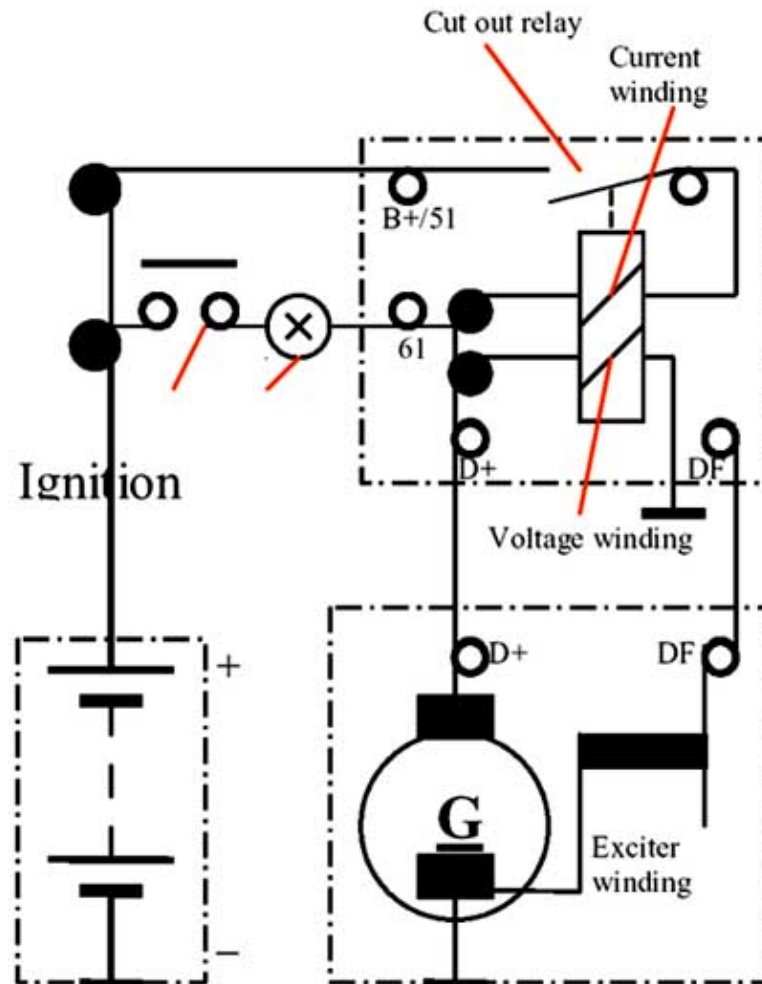 Cut out relay
Current
winding
B+/51
61
D+
DF
Ignition
Voltage winding
+
D+
DF
G
Exciter
winding
–